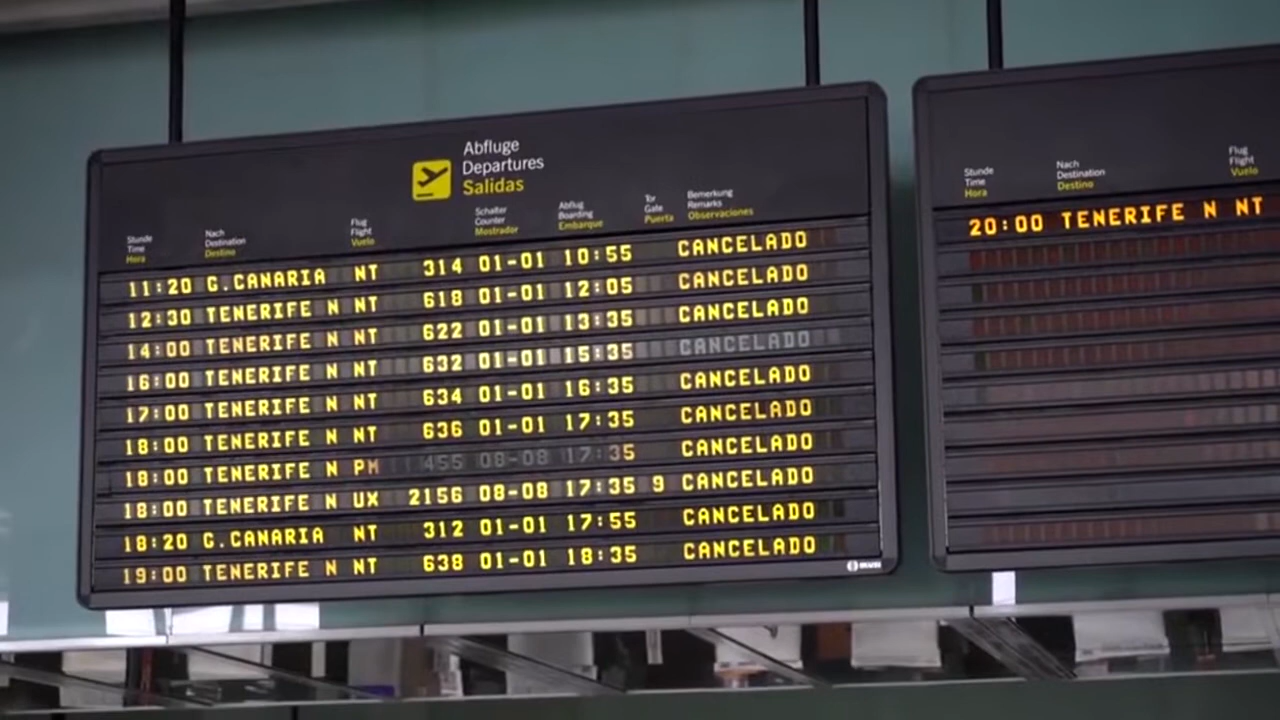 Abfluge
Departures
Salidas
Stunde
Time
Hora
Nach
Destination
Destino
Flug
Flight
Vuelo
Schalter
Counter
Mostrador
Abflug
Boarding
Embarque
Tor
Gate
Puerta
Bemerkung
Remarks
Observaciones
11:20 G.CANARIA NT 314 01-01 10:55 CANCELADO
12:30 TENERIFE N NT 618 01-01 12:05 CANCELADO
14:00 TENERIFE N NT 622 01-01 13:35 CANCELADO
16:00 TENERIFE N NT 632 01-01 15:35 CANCELADO
17:00 TENERIFE N NT 634 01-01 16:35 CANCELADO
18:00 TENERIFE N NT 636 01-01 17:35 CANCELADO
18:00 TENERIFE N PM 455 08-08 17:35 CANCELADO
18:00 TENERIFE N UX 2156 08-08 17:35 9 CANCELADO
18:20 G.CANARIA NT 312 01-01 17:55 CANCELADO
19:00 TENERIFE N NT 638 01-01 18:35 CANCELADO
Stunde
Time
Hora
Nach
Destination
Destino
Flug
Flight
Vuelo
20:00 TENERIFE N NT